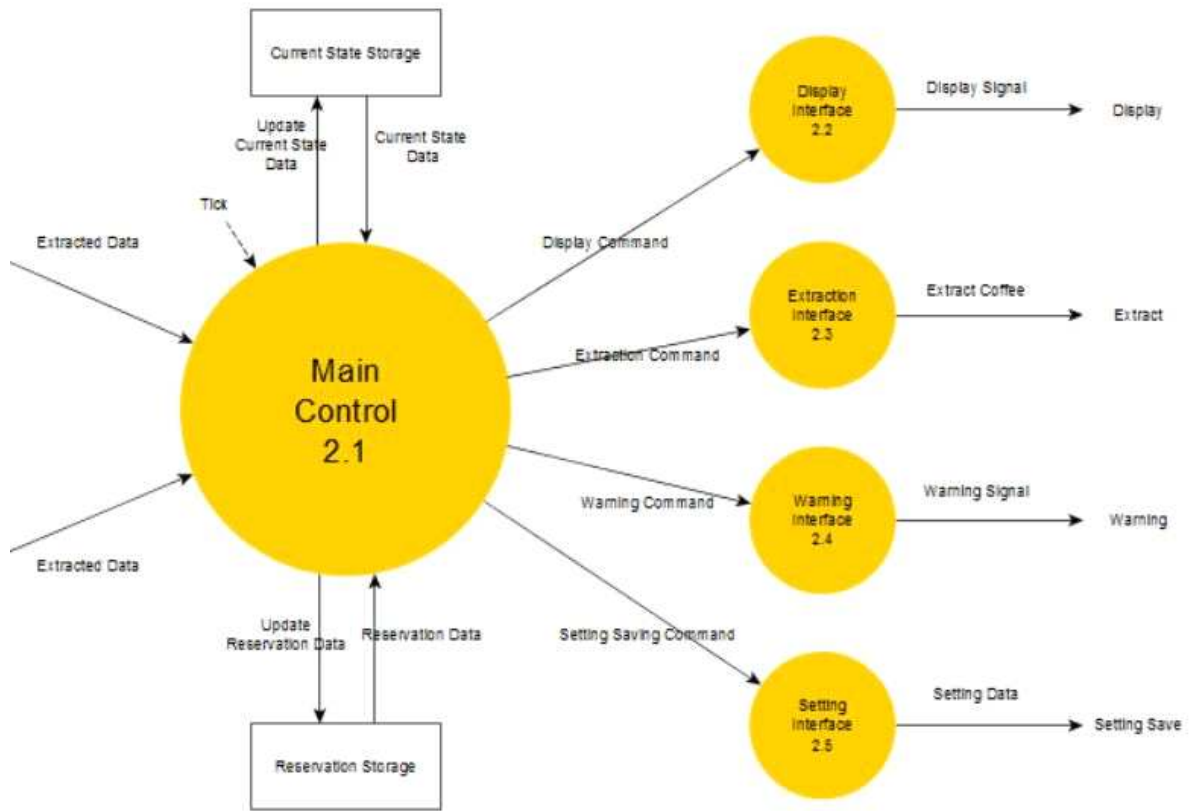 Current State Storage
Update
Current State
Data
Current State
Data
Tick
Extracted Data
Main
Control
2.1
Extracted Data
Update
Reservation Data
Reservation Data
Reservation Storage
Display Command
Extraction Command
Warning Command
Setting Saving Command
Display
Interface
2.2
Display Signal
Display
Extraction
Interface
2.3
Extract Coffee
Extract
Warning
Interface
2.4
Warning Signal
Warning
Setting
Interface
2.5
Setting Data
Setting Save